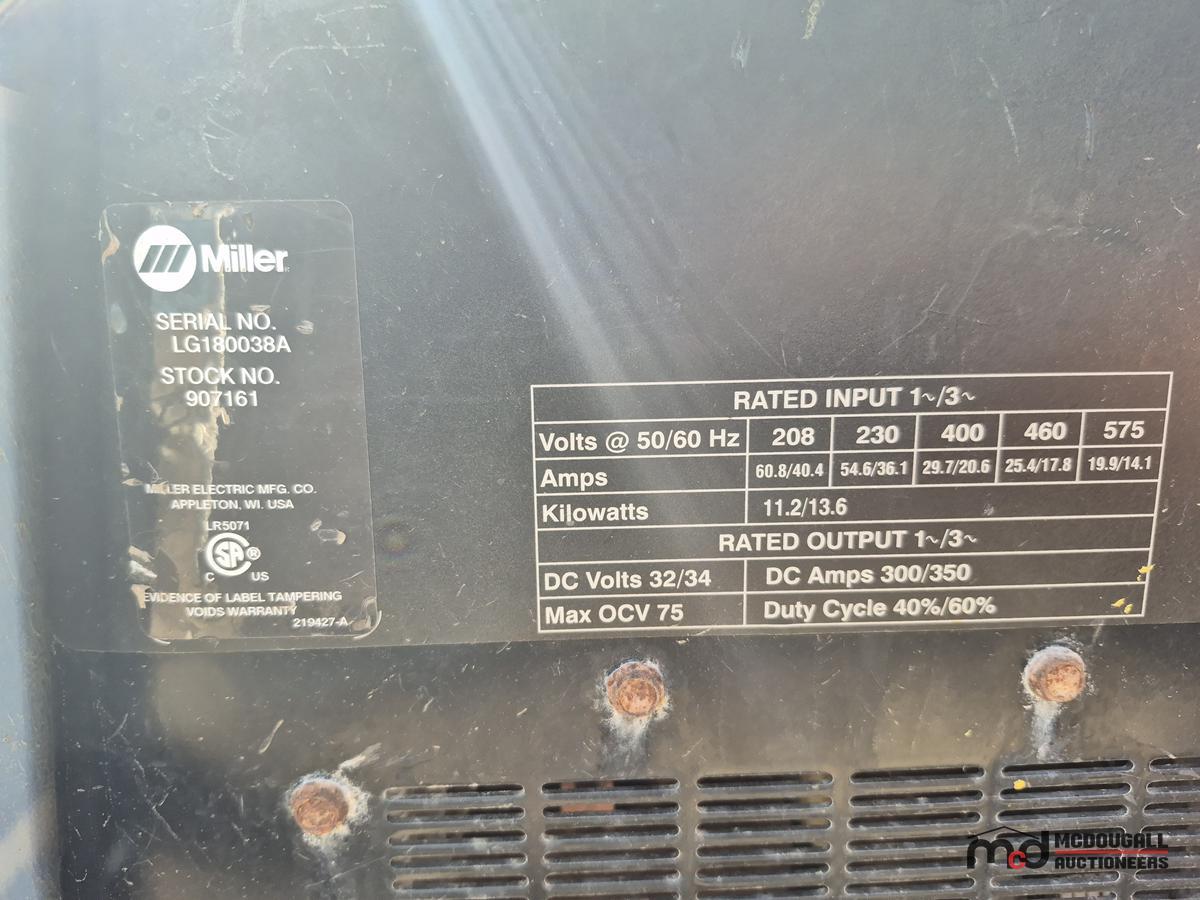 Miller
SERIAL NO.
LG180038A
STOCK NO.
907161
MILLER ELECTRIC MFG. CO.
APPLETON, WI. USA
LR5071
SA ®
C US
EVIDENCE OF LABEL TAMPERING
VOIDS WARRANTY
219427-A
RATED INPUT 1~/3~
Volts @ 50/60 Hz 208 230 400 460 575
Amps 60.8/40.4 54.6/36.1 29.7/20.6 25.4/17.8 19.9/14.1
Kilowatts 11.2/13.6
RATED OUTPUT 1~/3~
DC Volts 32/34 DC Amps 300/350
Max OCV 75 Duty Cycle 40%/60%
mcd MCDOUGALL
AUCTIONEERS